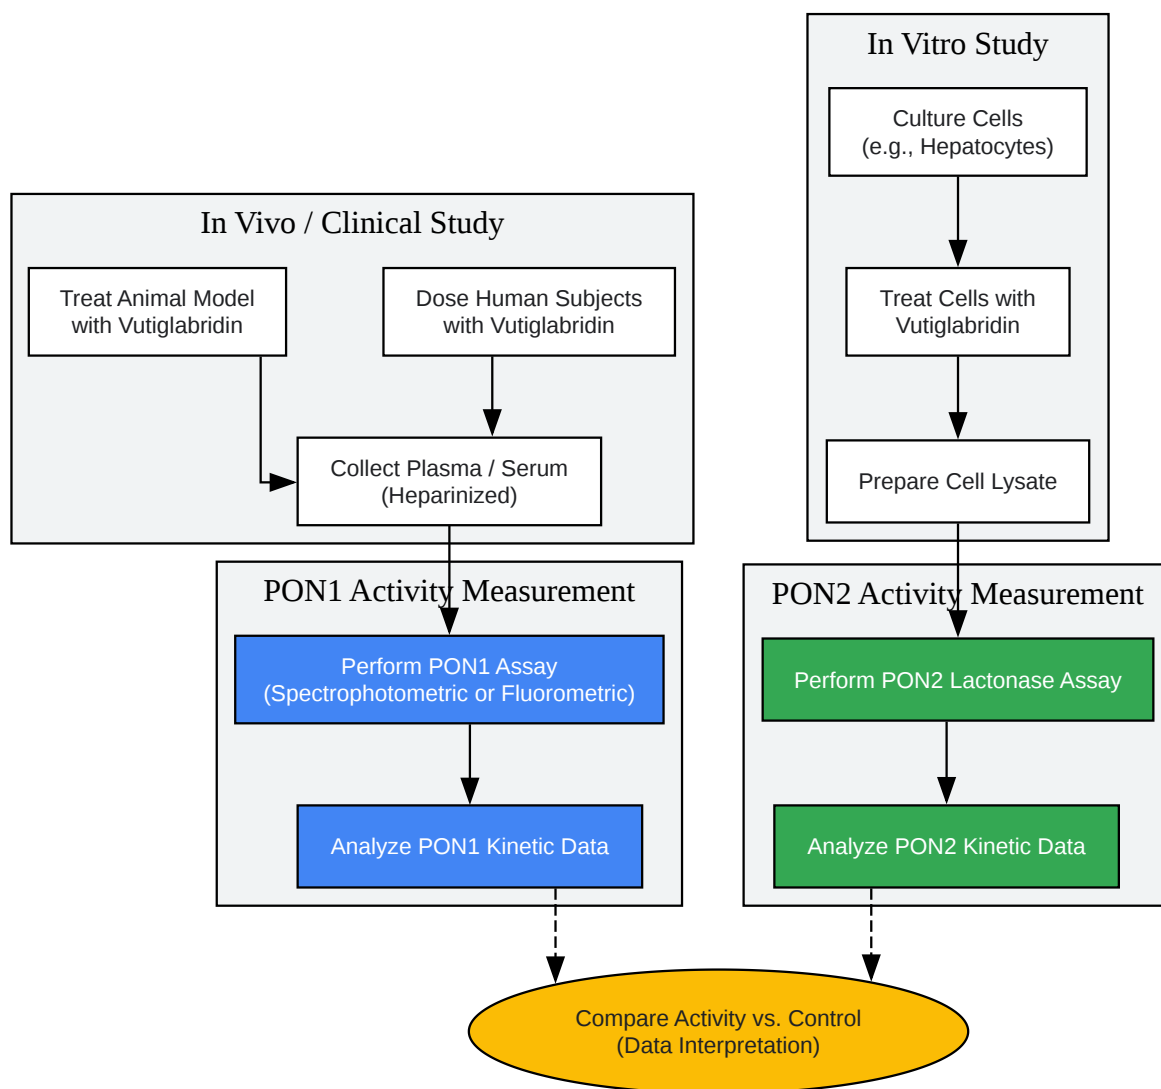 In Vitro Study
Culture Cells
(e.g., Hepatocytes)
In Vivo / Clinical Study
Treat Animal Model
with Vutiglabridin
Dose Human Subjects
with Vutiglabridin
Treat Cells with
Vutiglabridin
Collect Plasma / Serum
(Heparinized)
Prepare Cell Lysate
PON1 Activity Measurement
PON2 Activity Measurement
Perform PON1 Assay
(Spectrophotometric or Fluorometric)
Perform PON2 Lactonase Assay
Analyze PON1 Kinetic Data
Analyze PON2 Kinetic Data
Compare Activity vs. Control
(Data Interpretation)